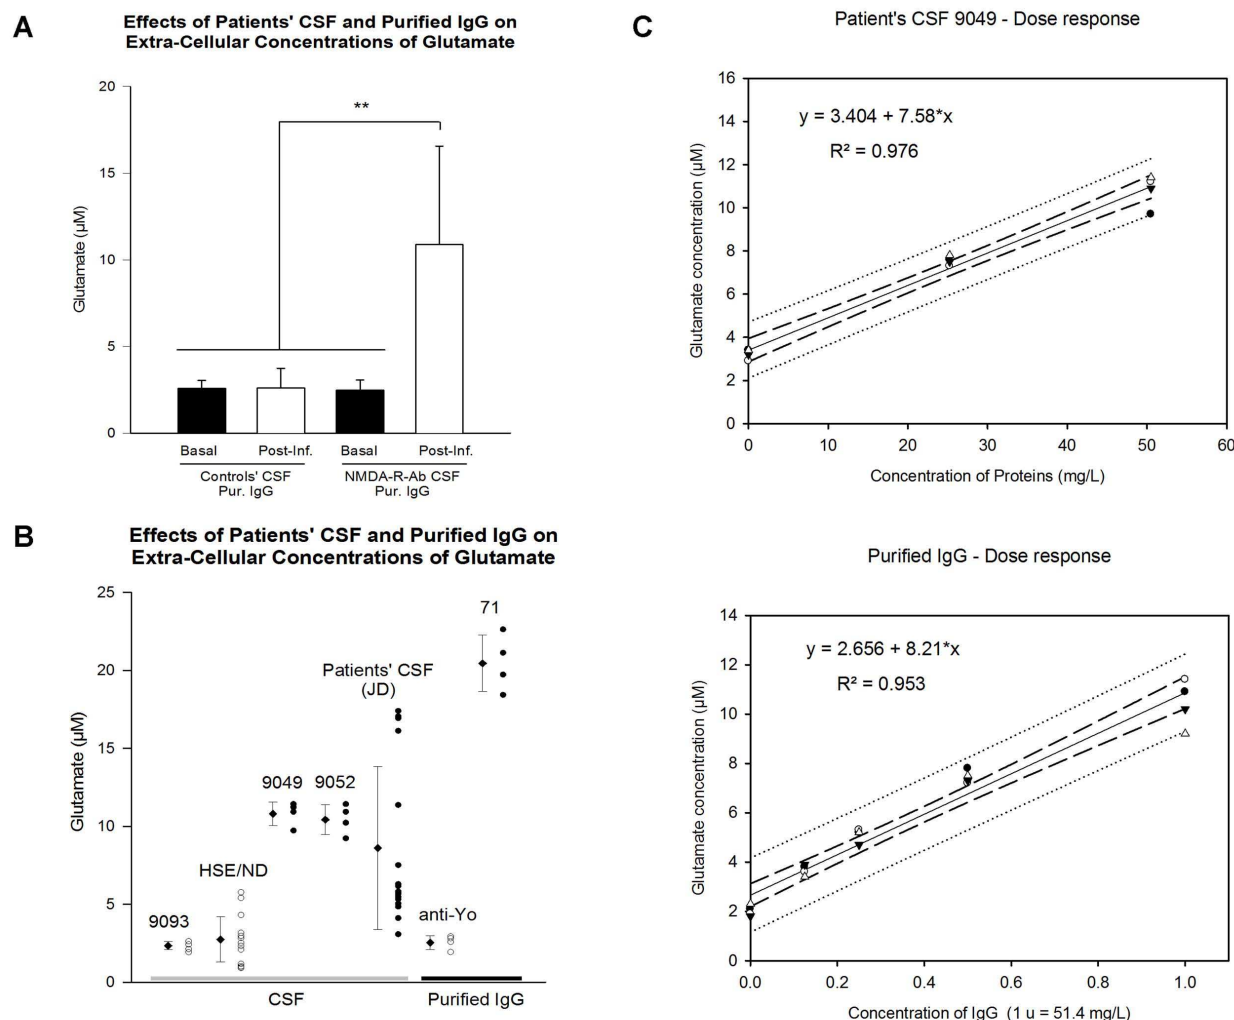 A
Effects of Patients' CSF and Purified IgG on
Extra-Cellular Concentrations of Glutamate
Glutamate (µM)
20
15
10
5
0
**
Basal
Post-Inf.
Basal
Post-Inf.
Controls' CSF
Pur. IgG
NMDA-R-Ab CSF
Pur. IgG
B
Effects of Patients' CSF and Purified IgG on
Extra-Cellular Concentrations of Glutamate
Glutamate (µM)
25
20
15
10
5
0
9093
HSE/ND
9049
9052
Patients' CSF
(JD)
anti-Yo
71
CSF
Purified IgG
C
Patient's CSF 9049 - Dose response
Glutamate concentration (µM)
16
14
12
10
8
6
4
2
0
y = 3.404 + 7.58*x
R² = 0.976
0 10 20 30 40 50 60
Concentration of Proteins (mg/L)
Purified IgG - Dose response
Glutamate concentration (µM)
14
12
10
8
6
4
2
0
y = 2.656 + 8.21*x
R² = 0.953
0.0 0.2 0.4 0.6 0.8 1.0
Concentration of IgG (1 u = 51.4 mg/L)